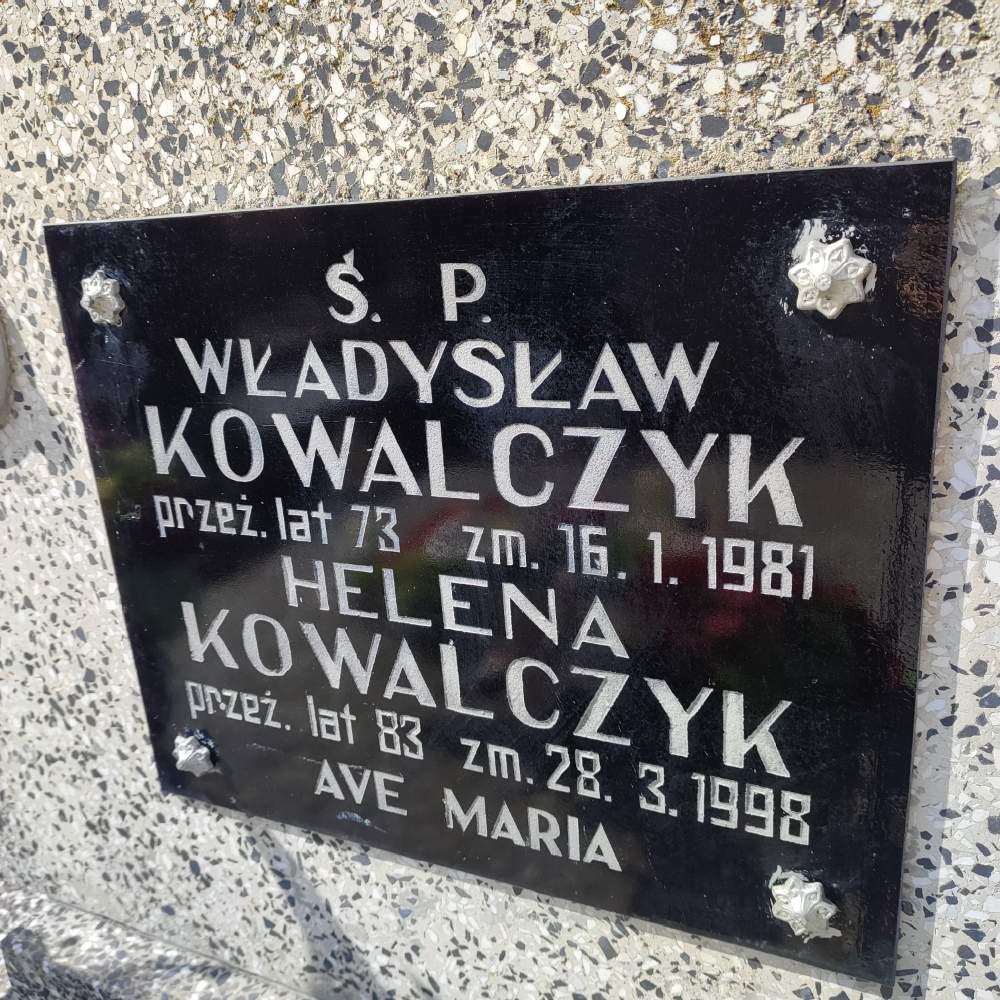 Ś. P.
WŁADYSŁAW
KOWALCZYK
przeż. lat 73 zm. 16. 1. 1981
HELENA
KOWALCZYK
przeż. lat 83 zm. 28. 3. 1998
AVE MARIA